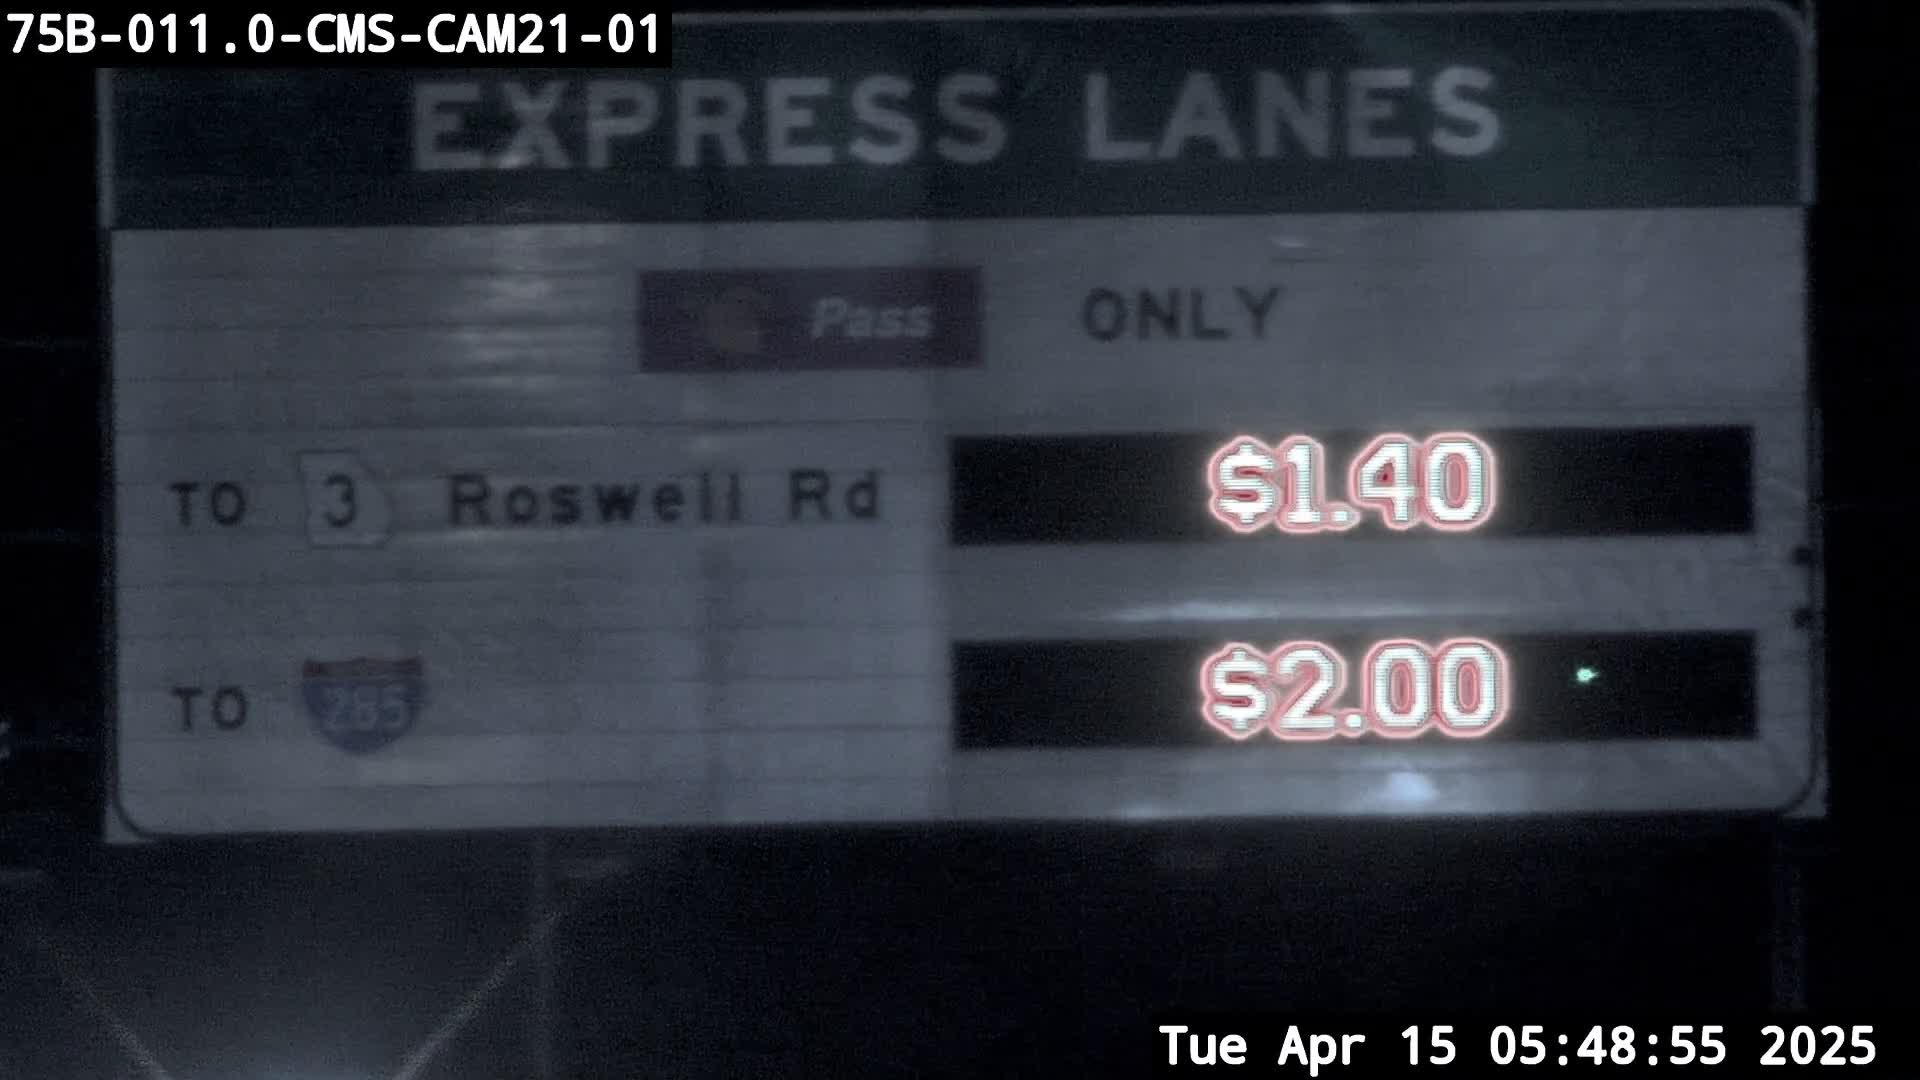 75B-011.0-CMS-CAM21-01
EXPRESS LANES
Pass ONLY
TO 3 Roswell Rd $1.40
TO 285 $2.00
Tue Apr 15 05:48:55 2025